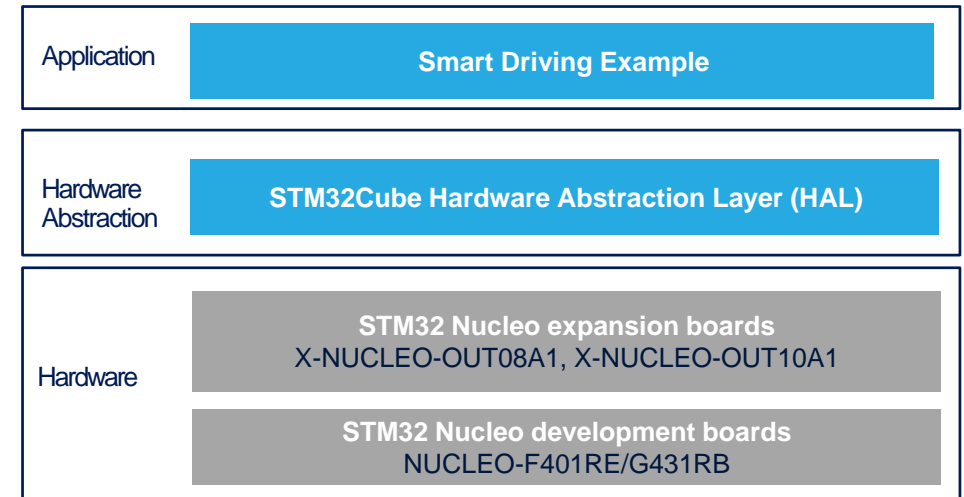 Application
Smart Driving Example
Hardware
Abstraction
STM32Cube Hardware Abstraction Layer (HAL)
Hardware
STM32 Nucleo expansion boards
X-NUCLEO-OUT08A1, X-NUCLEO-OUT10A1
STM32 Nucleo development boards
NUCLEO-F401RE/G431RB